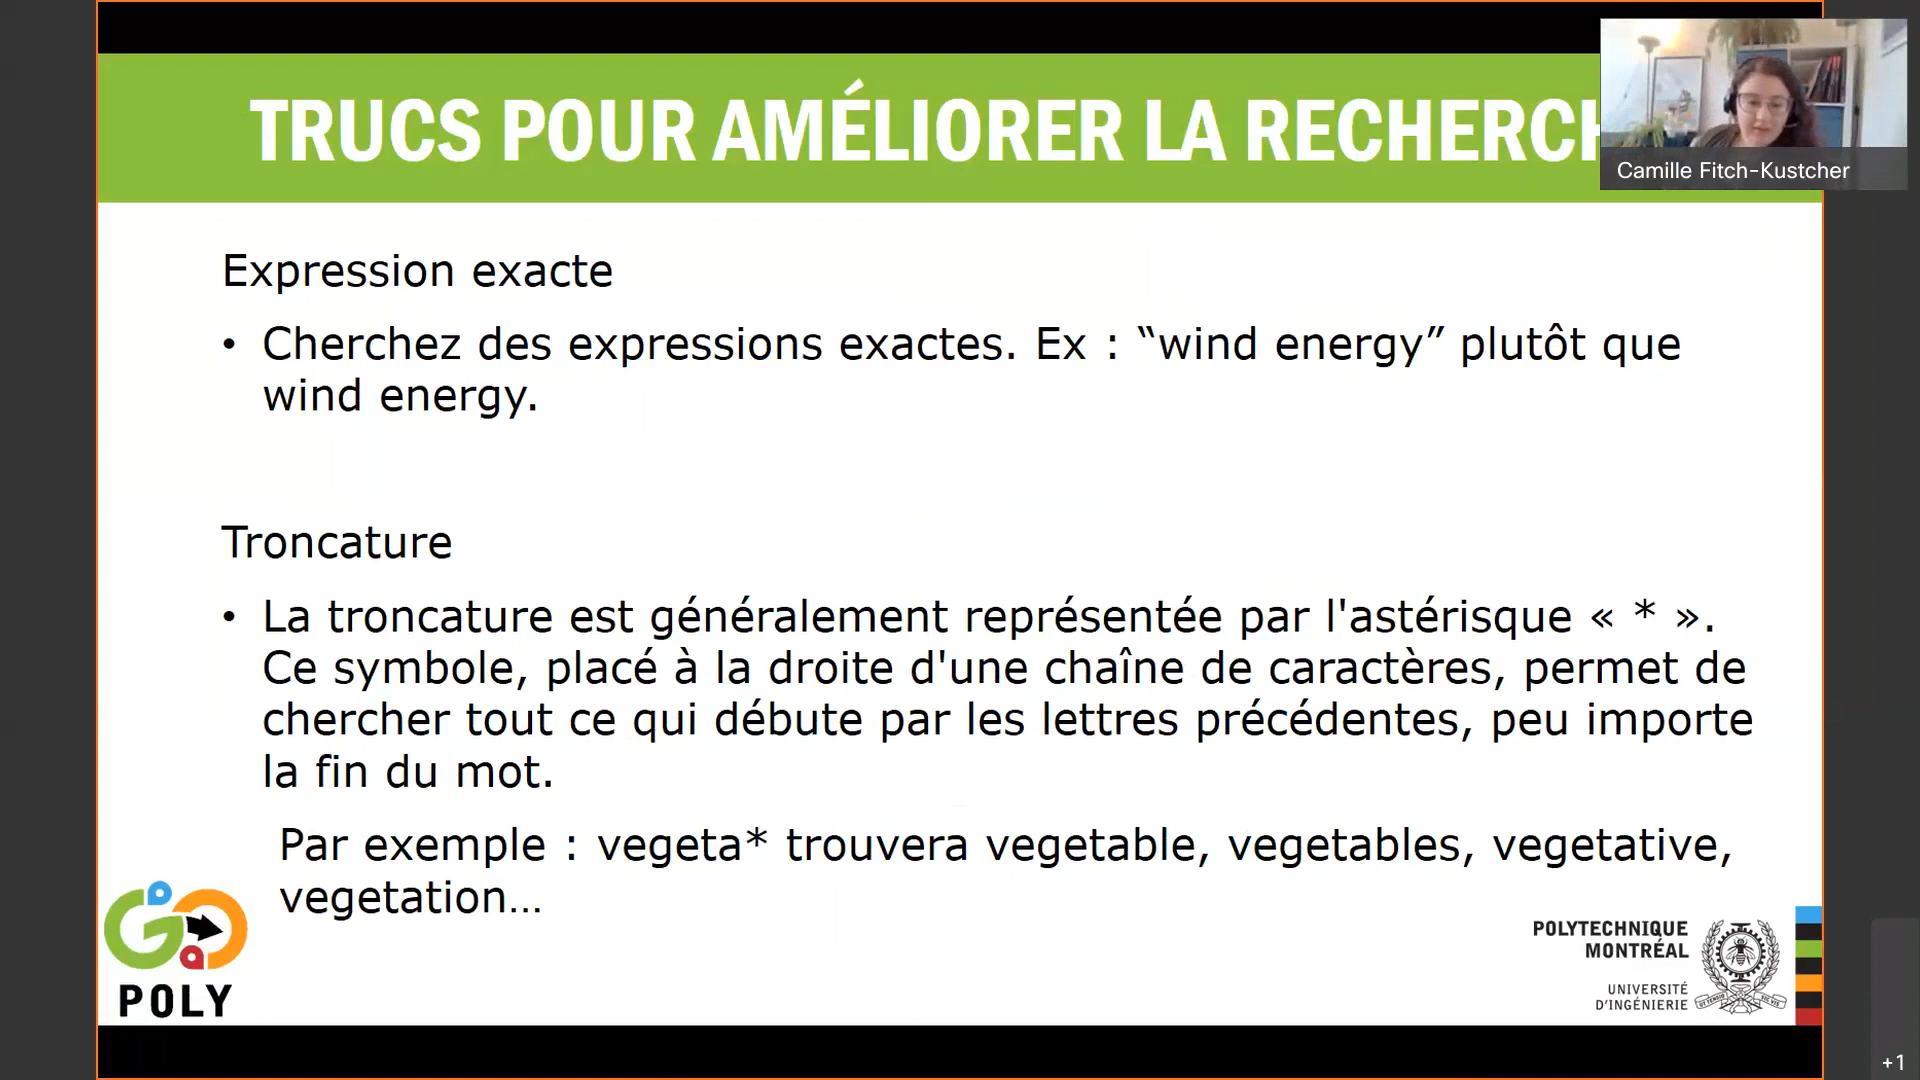 TRUCS POUR AMÉLIORER LA RECHERCH
Camille Fitch-Kustcher
Expression exacte
• Cherchez des expressions exactes. Ex : “wind energy” plutôt que
wind energy.
Troncature
• La troncature est généralement représentée par l'astérisque « * ».
Ce symbole, placé à la droite d'une chaîne de caractères, permet de
chercher tout ce qui débute par les lettres précédentes, peu importe
la fin du mot.
Par exemple : vegeta* trouvera vegetable, vegetables, vegetative,
vegetation…
POLY
POLYTECHNIQUE
MONTRÉAL
UNIVERSITÉ
D'INGÉNIERIE
+1